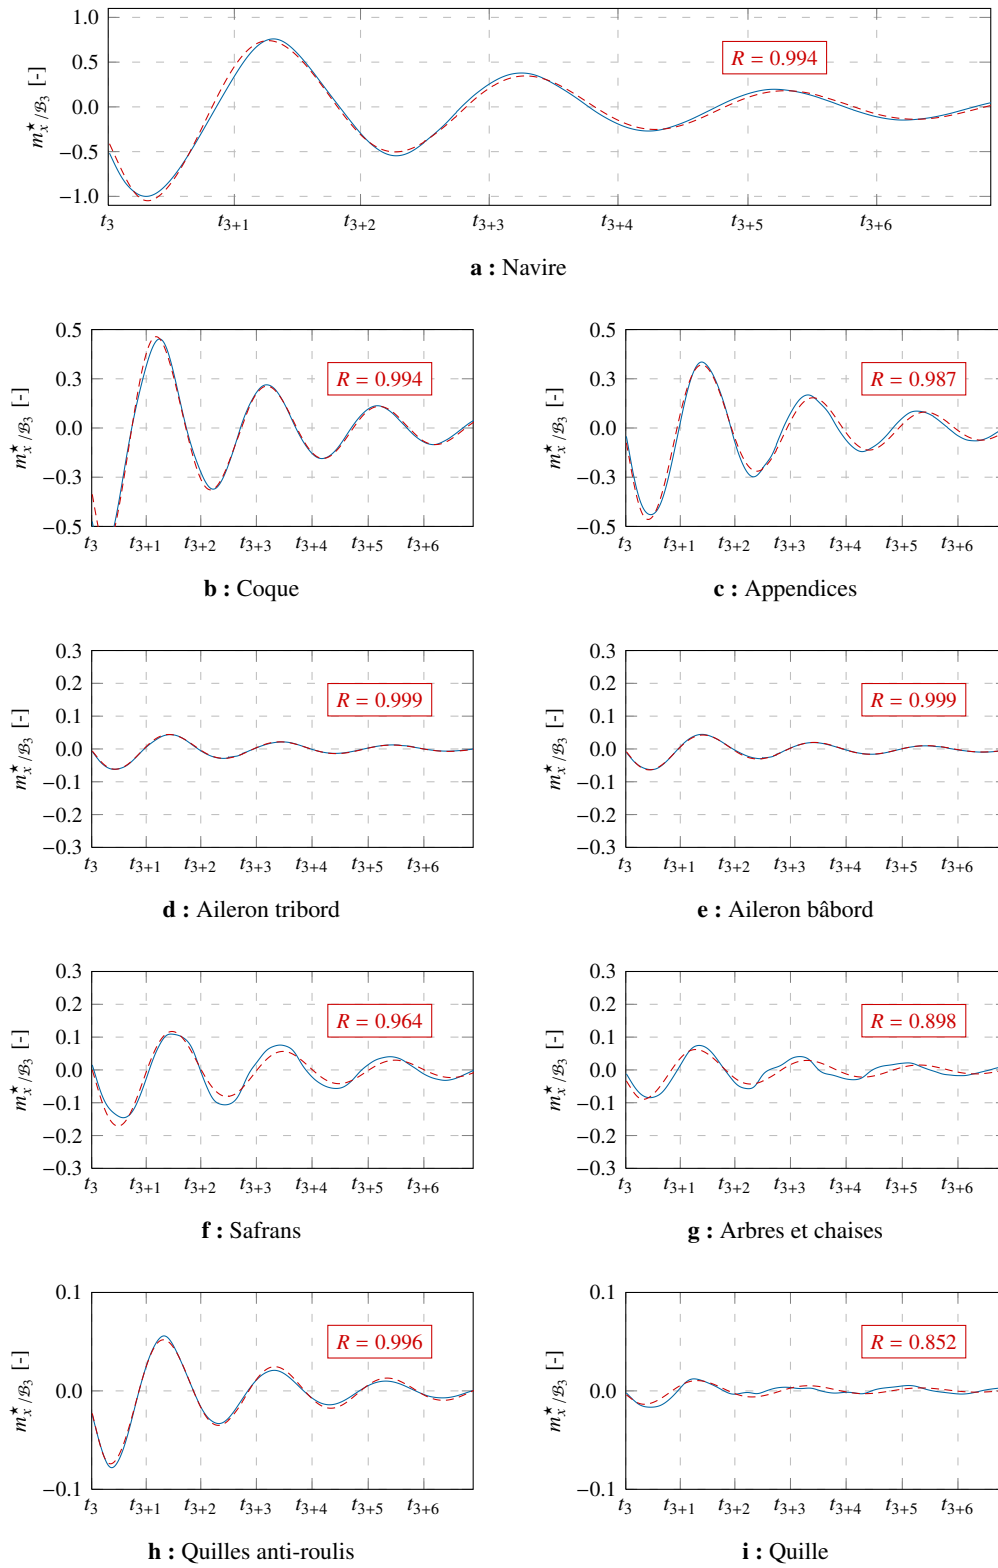 1.0
0.5
0.0
−0.5
−1.0
m★x /B3 [-]
R = 0.994
t3 t3+1 t3+2 t3+3 t3+4 t3+5 t3+6
a : Navire
0.5
0.3
0.0
−0.3
−0.5
m★x /B3 [-]
R = 0.994
t3 t3+1 t3+2 t3+3 t3+4 t3+5 t3+6
b : Coque
0.5
0.3
0.0
−0.3
−0.5
m★x /B3 [-]
R = 0.987
t3 t3+1 t3+2 t3+3 t3+4 t3+5 t3+6
c : Appendices
0.3
0.2
0.1
0.0
−0.1
−0.2
−0.3
m★x /B3 [-]
R = 0.999
t3 t3+1 t3+2 t3+3 t3+4 t3+5 t3+6
d : Aileron tribord
0.3
0.2
0.1
0.0
−0.1
−0.2
−0.3
m★x /B3 [-]
R = 0.999
t3 t3+1 t3+2 t3+3 t3+4 t3+5 t3+6
e : Aileron bâbord
0.3
0.2
0.1
0.0
−0.1
−0.2
−0.3
m★x /B3 [-]
R = 0.964
t3 t3+1 t3+2 t3+3 t3+4 t3+5 t3+6
f : Safrans
0.3
0.2
0.1
0.0
−0.1
−0.2
−0.3
m★x /B3 [-]
R = 0.898
t3 t3+1 t3+2 t3+3 t3+4 t3+5 t3+6
g : Arbres et chaises
0.1
0.0
−0.1
m★x /B3 [-]
R = 0.996
t3 t3+1 t3+2 t3+3 t3+4 t3+5 t3+6
h : Quilles anti-roulis
0.1
0.0
−0.1
m★x /B3 [-]
R = 0.852
t3 t3+1 t3+2 t3+3 t3+4 t3+5 t3+6
i : Quille